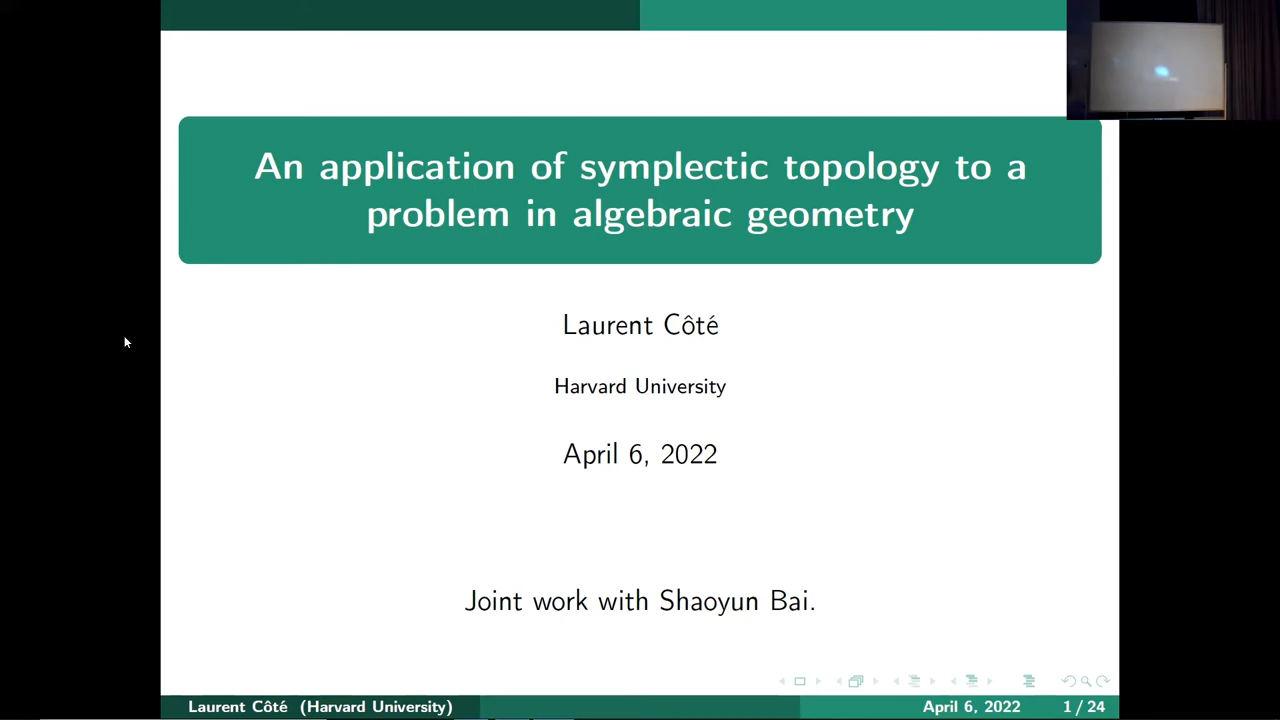 An application of symplectic topology to a
problem in algebraic geometry
Laurent Côté
Harvard University
April 6, 2022
Joint work with Shaoyun Bai.
Laurent Côté (Harvard University)
April 6, 2022
1 / 24